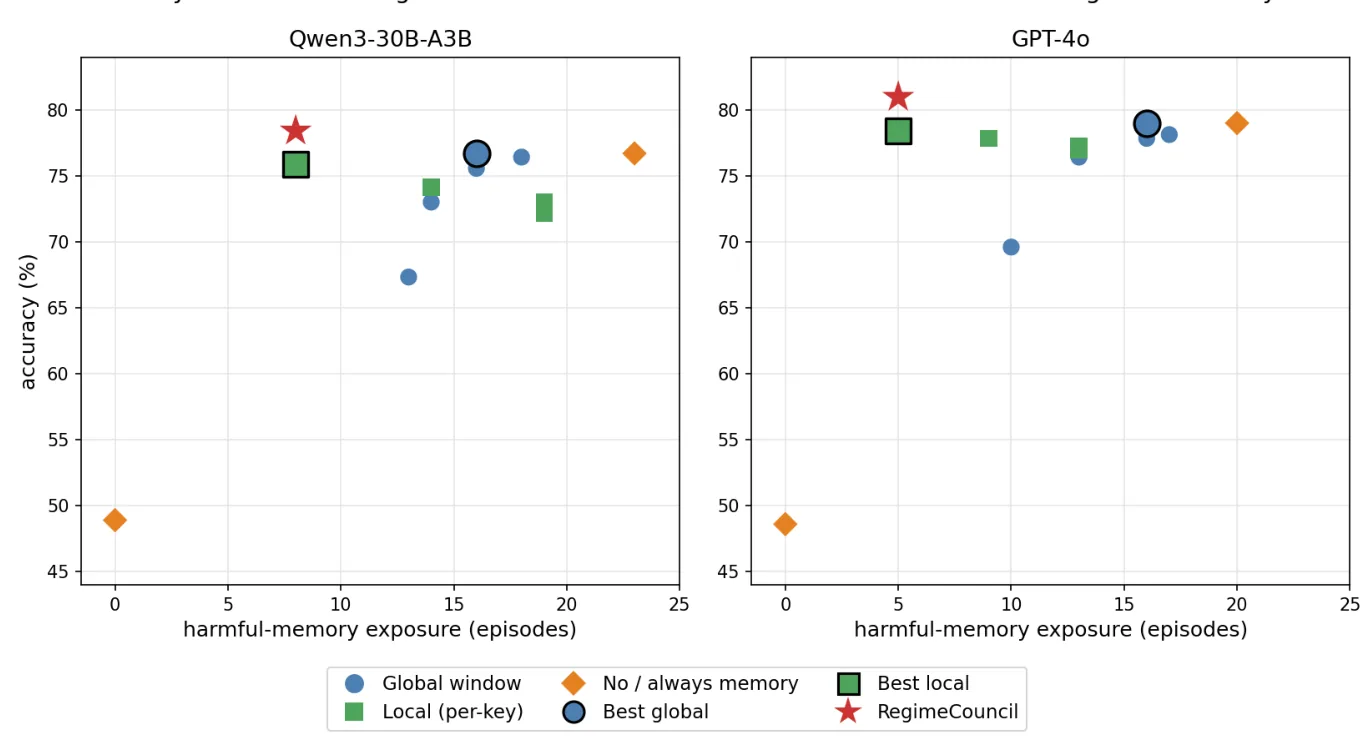 Qwen3-30B-A3B
GPT-4o
accuracy (%)
80
75
70
65
60
55
50
45
0 5 10 15 20 25
harmful-memory exposure (episodes)
80
75
70
65
60
55
50
45
0 5 10 15 20 25
harmful-memory exposure (episodes)
Global window
Local (per-key)
No / always memory
Best global
Best local
RegimeCouncil